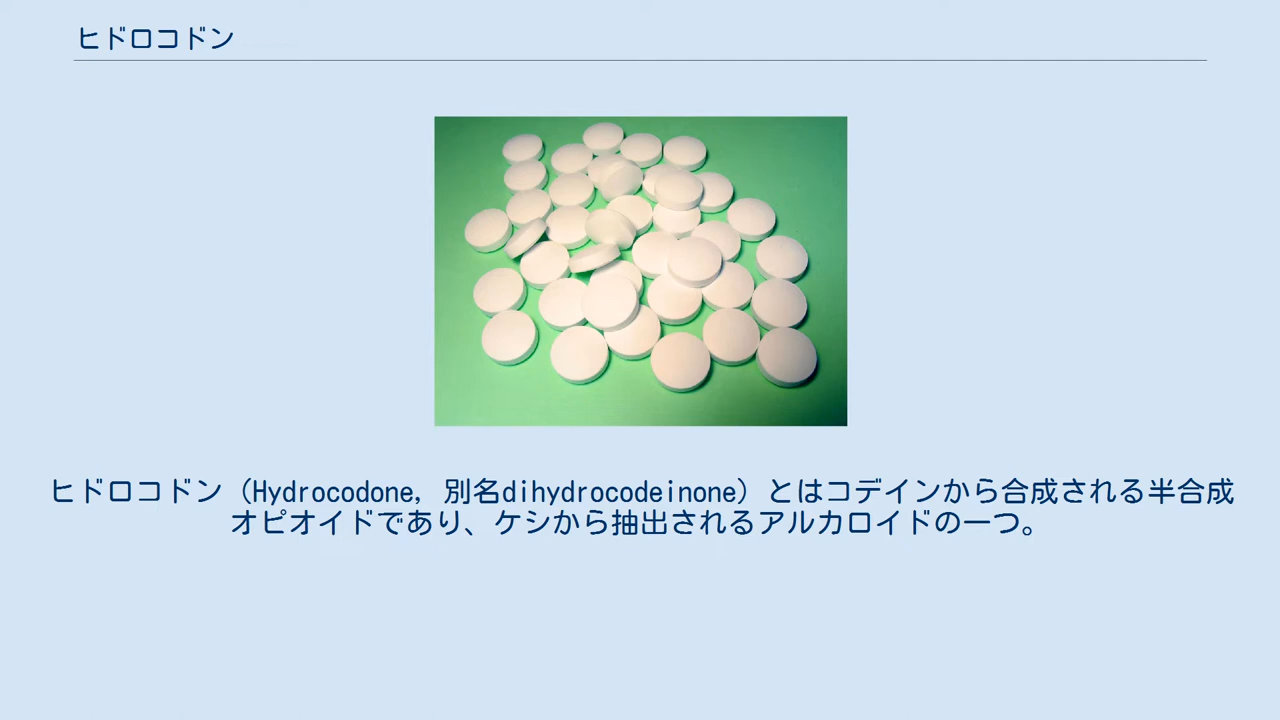 ヒドロコドン
ヒドロコドン（Hydrocodone, 別名dihydrocodeinone）とはコデインから合成される半合成
オピオイドであり、ケシから抽出されるアルカロイドの一つ。